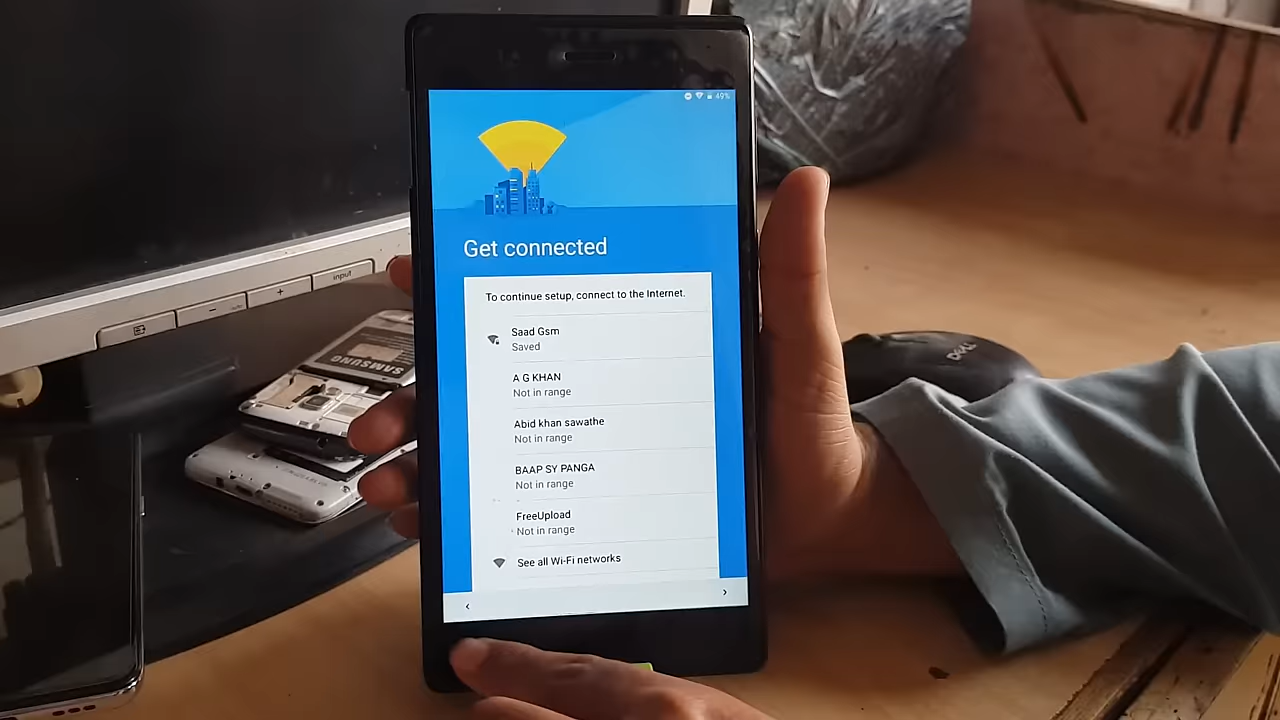 49%
Get connected
To continue setup, connect to the Internet.
Saad Gsm
Saved
A G KHAN
Not in range
Abid khan sawathe
Not in range
BAAP SY PANGA
Not in range
FreeUpload
Not in range
See all Wi-Fi networks
input
SAMSUNG
DELL